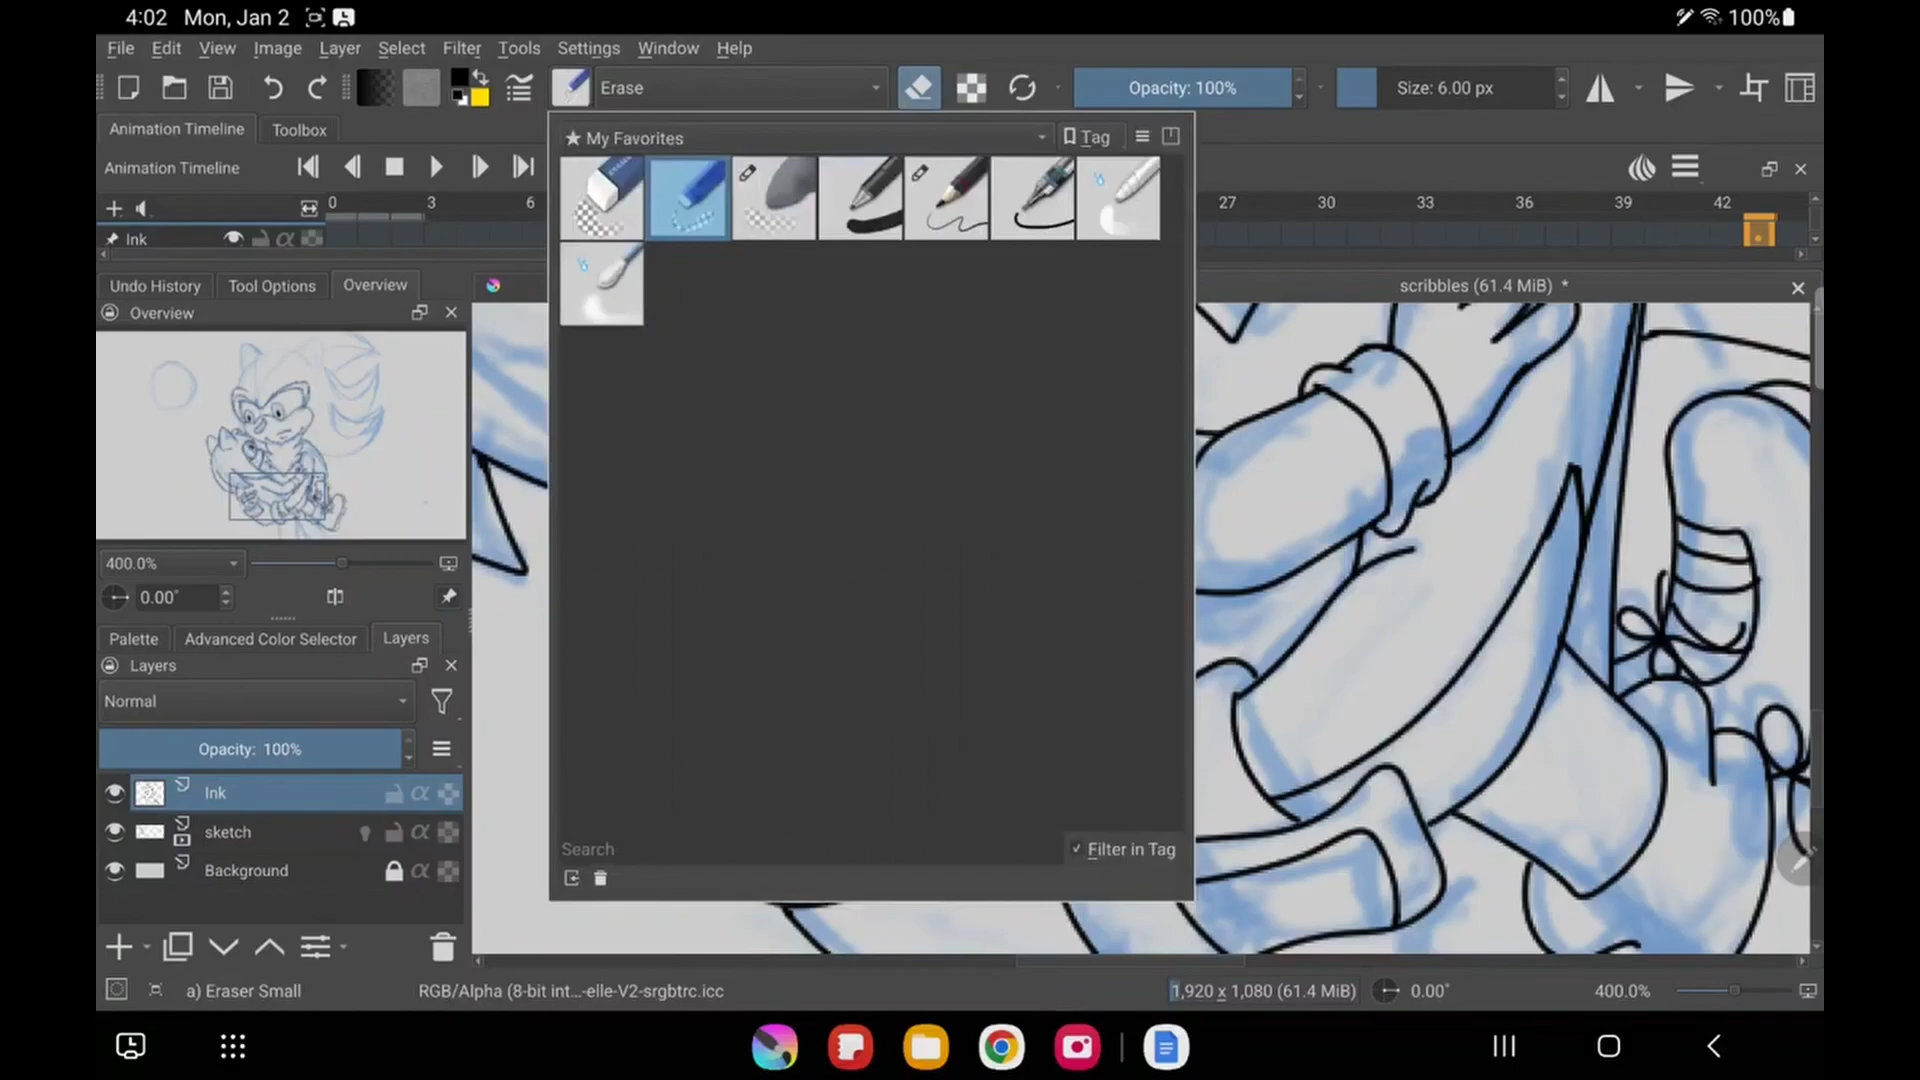 4:02 Mon, Jan 2 100%
File Edit View Image Layer Select Filter Tools Settings Window Help
Erase Opacity: 100% Size: 6.00 px
Animation Timeline Toolbox
My Favorites Tag
Animation Timeline
0 3 6 27 30 33 36 39 42
Ink
Undo History Tool Options Overview
scribbles (61.4 MiB) *
Overview
400.0%
0.00°
Palette Advanced Color Selector Layers
Layers
Normal
Opacity: 100%
Ink
sketch
Background
Search Filter in Tag
a) Eraser Small RGB/Alpha (8-bit int...-elle-V2-srgbtrc.icc 1,920 x 1,080 (61.4 MiB) 0.00° 400.0%